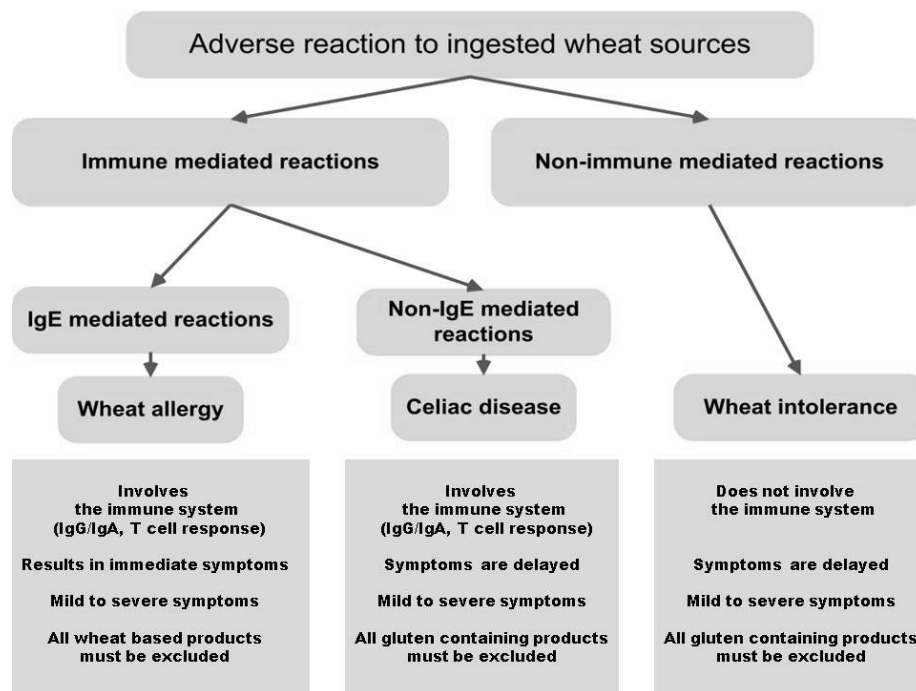 Adverse reaction to ingested wheat sources
Immune mediated reactions
Non-immune mediated reactions
IgE mediated reactions
Non-IgE mediated
reactions
Wheat allergy
Celiac disease
Wheat intolerance
Involves
the immune system
(IgG/IgA, T cell response)
Results in immediate symptoms
Mild to severe symptoms
All wheat based products
must be excluded
Involves
the immune system
(IgG/IgA, T cell response)
Symptoms are delayed
Mild to severe symptoms
All gluten containing products
must be excluded
Does not involve
the immune system
Symptoms are delayed
Mild to severe symptoms
All gluten containing products
must be excluded